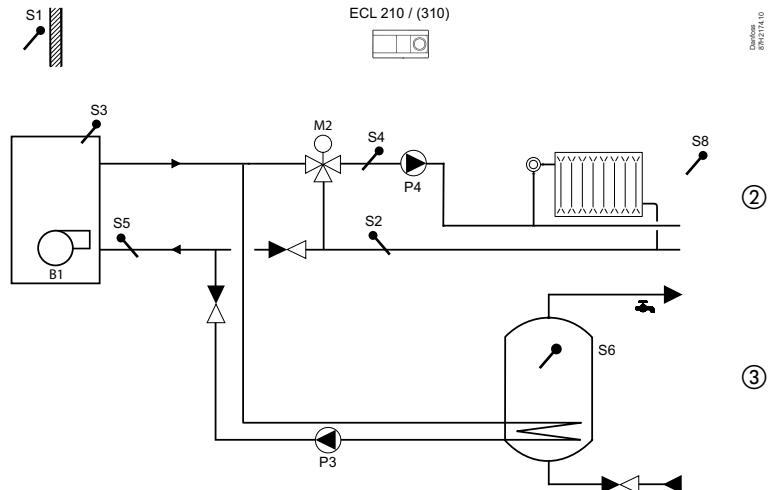 S1
ECL 210 / (310)
Danfoss
87H2174.10
S3
M2
S4
S8
P4
②
S5
S2
B1
S6
③
P3